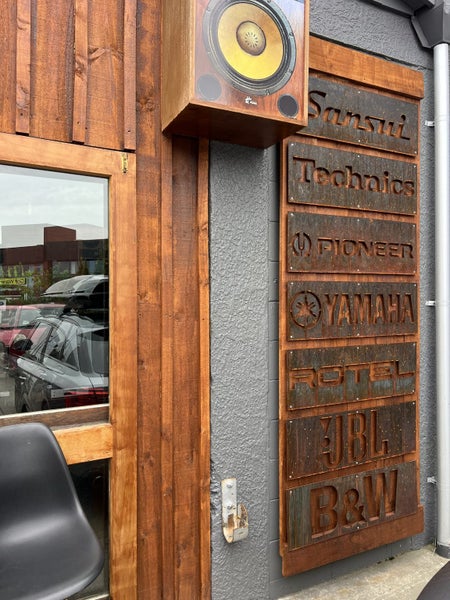 Sansui
Technics
PIONEER
YAMAHA
ROTEL
JBL
B&W